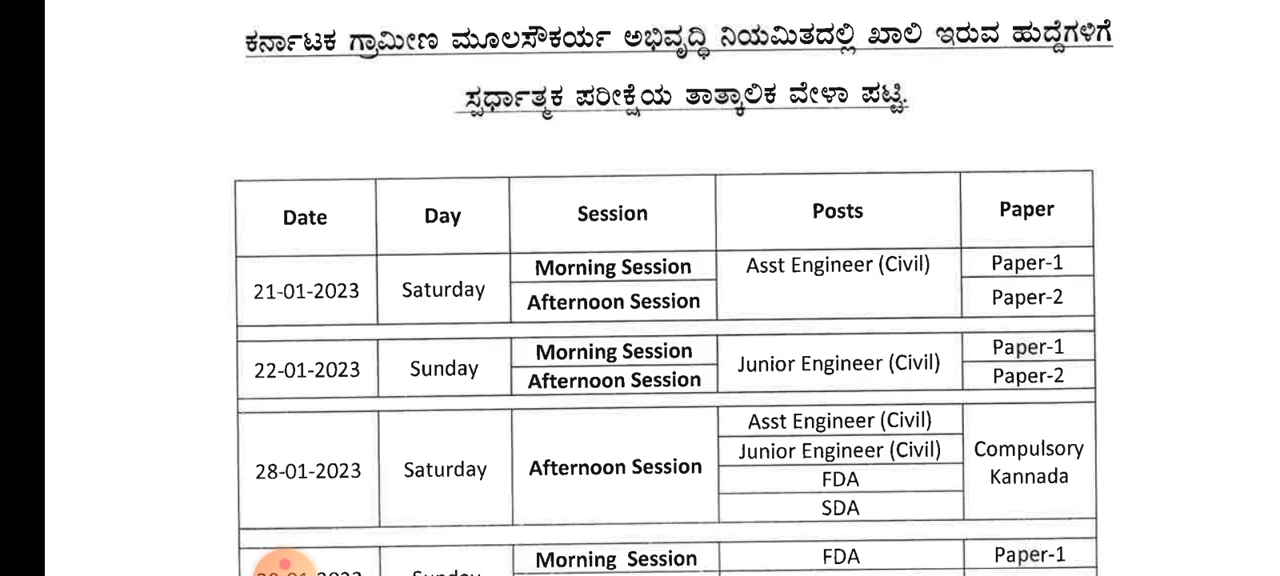 ಕರ್ನಾಟಕ ಗ್ರಾಮೀಣ ಮೂಲಸೌಕರ್ಯ ಅಭಿವೃದ್ಧಿ ನಿಯಮಿತದಲ್ಲಿ ಖಾಲಿ ಇರುವ ಹುದ್ದೆಗಳಿಗೆ
ಸ್ಪರ್ಧಾತ್ಮಕ ಪರೀಕ್ಷೆಯ ತಾತ್ಕಾಲಿಕ ವೇಳಾ ಪಟ್ಟಿ.
Date Day Session Posts Paper
21-01-2023 Saturday Morning Session Asst Engineer (Civil) Paper-1
Afternoon Session Paper-2
22-01-2023 Sunday Morning Session Junior Engineer (Civil) Paper-1
Afternoon Session Paper-2
28-01-2023 Saturday Afternoon Session Asst Engineer (Civil) Compulsory Kannada
Junior Engineer (Civil)
FDA
SDA
Morning Session FDA Paper-1
Sunday